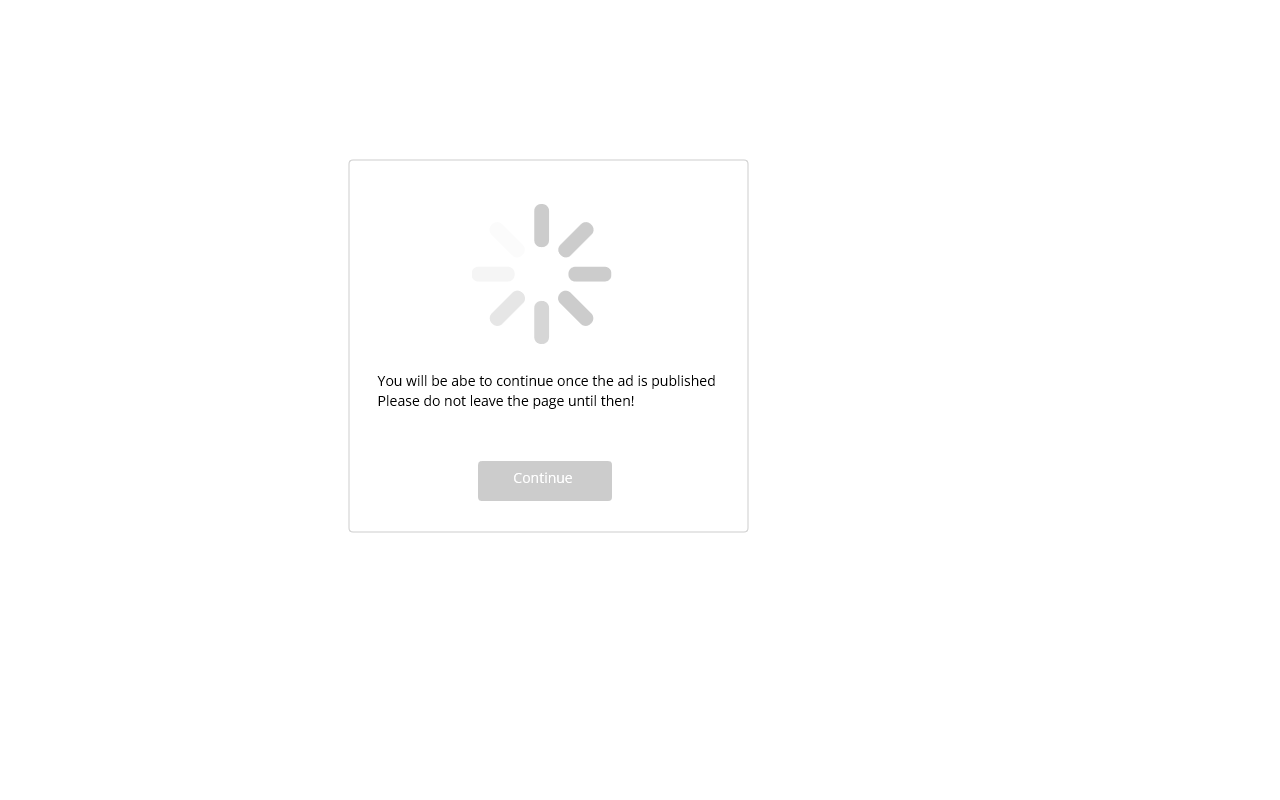 You will be abe to continue once the ad is published
Please do not leave the page until then!
Continue